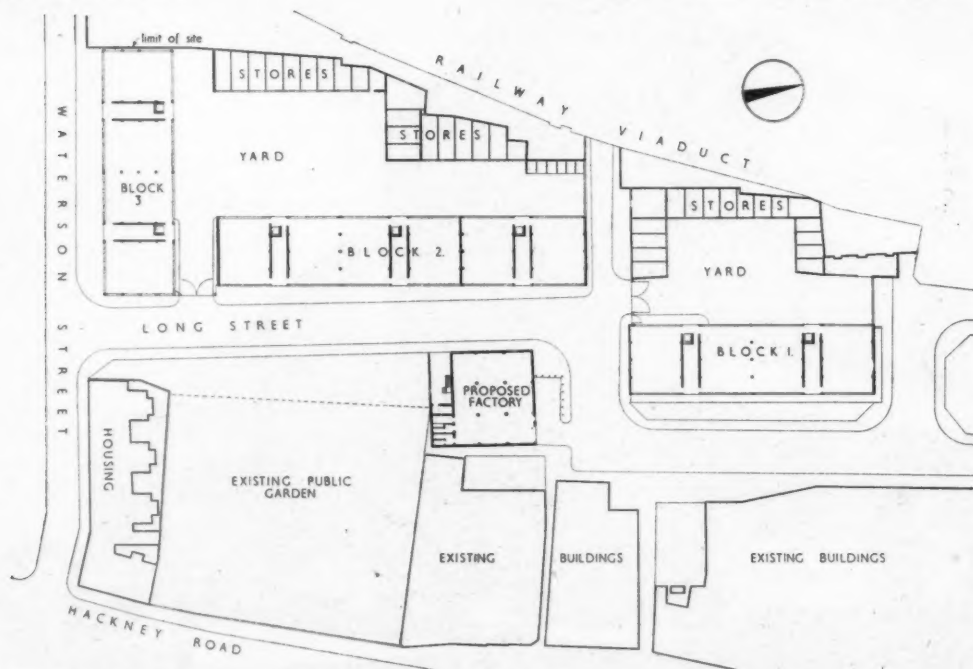 limit of site
RAILWAY VIADUCT
STORES
STORES
YARD
BLOCK
3
WATERSON STREET
BLOCK 2.
STORES
YARD
LONG STREET
BLOCK 1.
PROPOSED
FACTORY
HOUSING
EXISTING PUBLIC
GARDEN
EXISTING
BUILDINGS
EXISTING BUILDINGS
HACKNEY ROAD